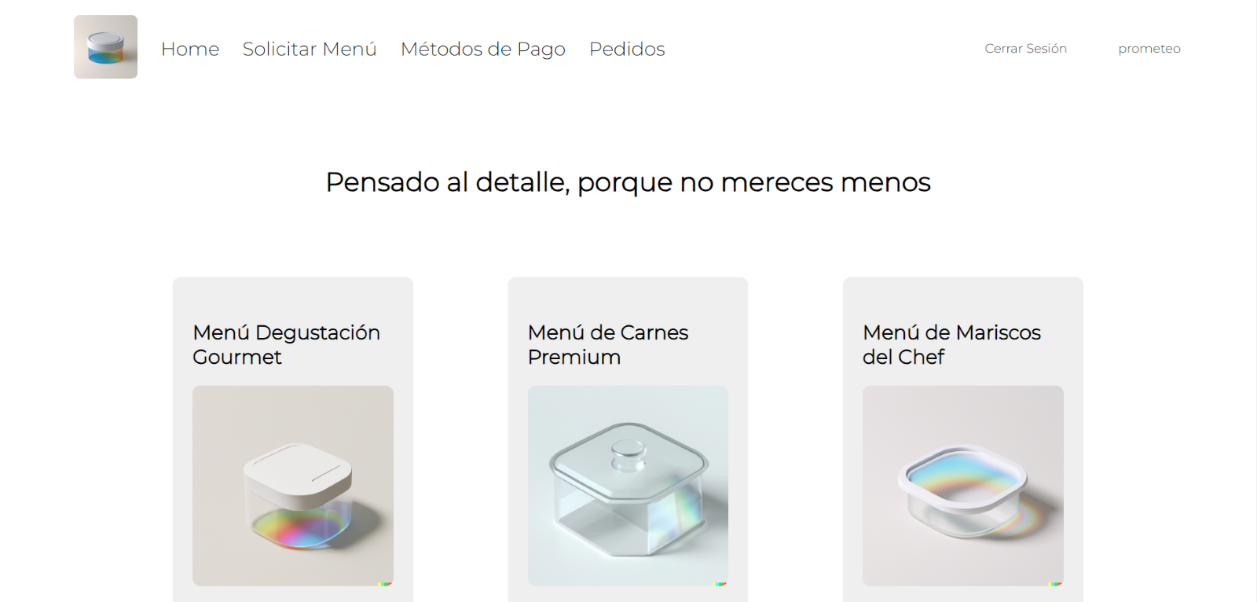 Home Solicitar Menú Métodos de Pago Pedidos Cerrar Sesión prometeo
Pensado al detalle, porque no mereces menos
Menú Degustación
Gourmet
Menú de Carnes
Premium
Menú de Mariscos
del Chef